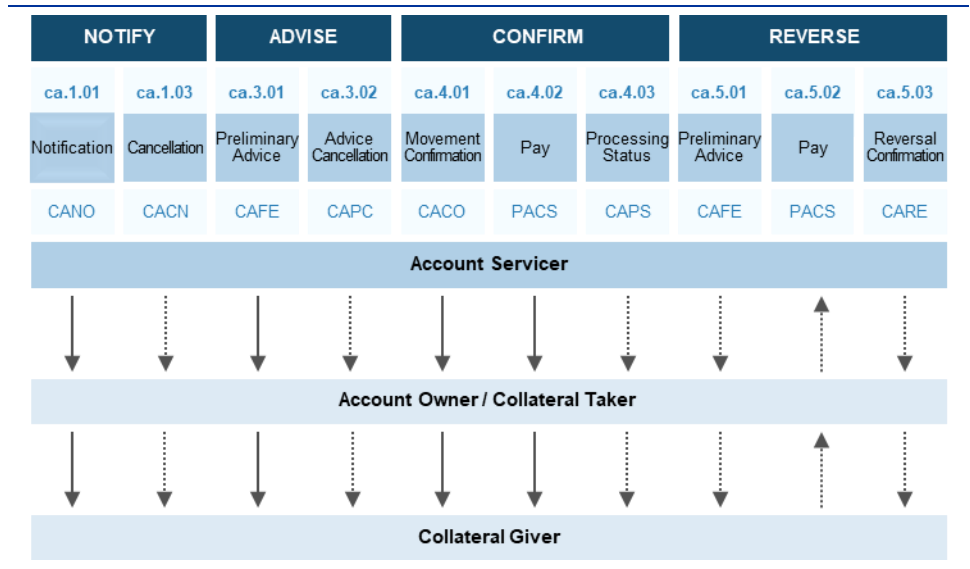 NOTIFY ADVISE CONFIRM REVERSE
ca.1.01 ca.1.03 ca.3.01 ca.3.02 ca.4.01 ca.4.02 ca.4.03 ca.5.01 ca.5.02 ca.5.03
Notification Cancellation Preliminary Advice Advice Cancellation Movement Confirmation Pay Processing Status Preliminary Advice Pay Reversal Confirmation
CANO CACN CAFE CAPC CACO PACS CAPS CAFE PACS CARE
Account Servicer
Account Owner / Collateral Taker
Collateral Giver